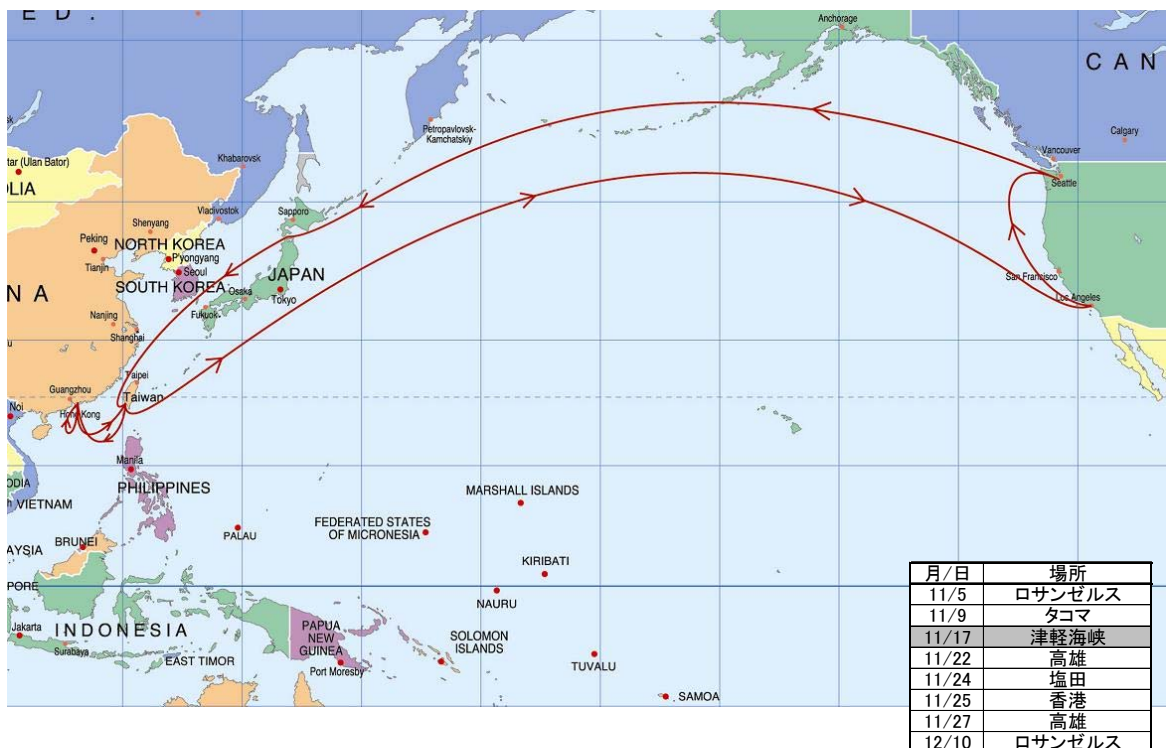 E D .
Anchorage
C A N
Petropavlovsk-
Kamchatskiy
Calgary
Vancouver
Seattle
Khabarovsk
tar (Ulan Bator)
OLIA
Sapporo
Vladivostok
Shenyang
Peking
NORTH KOREA
P'yongyang
Tianjin
Seoul
JAPAN
San Francisco
SOUTH KOREA
N A
Osaka
Tokyo
Los Angeles
Fukuok.
Nanjing
Shanghai
Taipei
Guangzhou
Taiwan
Hong Kong
Noi
Manila
PHILIPPINES
ODIA
VIETNAM
MARSHALL ISLANDS
FEDERATED STATES
OF MICRONESIA
PALAU
BRUNEI
AYSIA
KIRIBATI
PORE
NAURU
Jakarta
INDONESIA
Surabaya
EAST TIMOR
PAPUA
NEW
GUINEA
Port Moresby
SOLOMON
ISLANDS
TUVALU
SAMOA
月/日 場所
11/5 ロサンゼルス
11/9 タコマ
11/17 津軽海峡
11/22 高雄
11/24 塩田
11/25 香港
11/27 高雄
12/10 ロサンゼルス